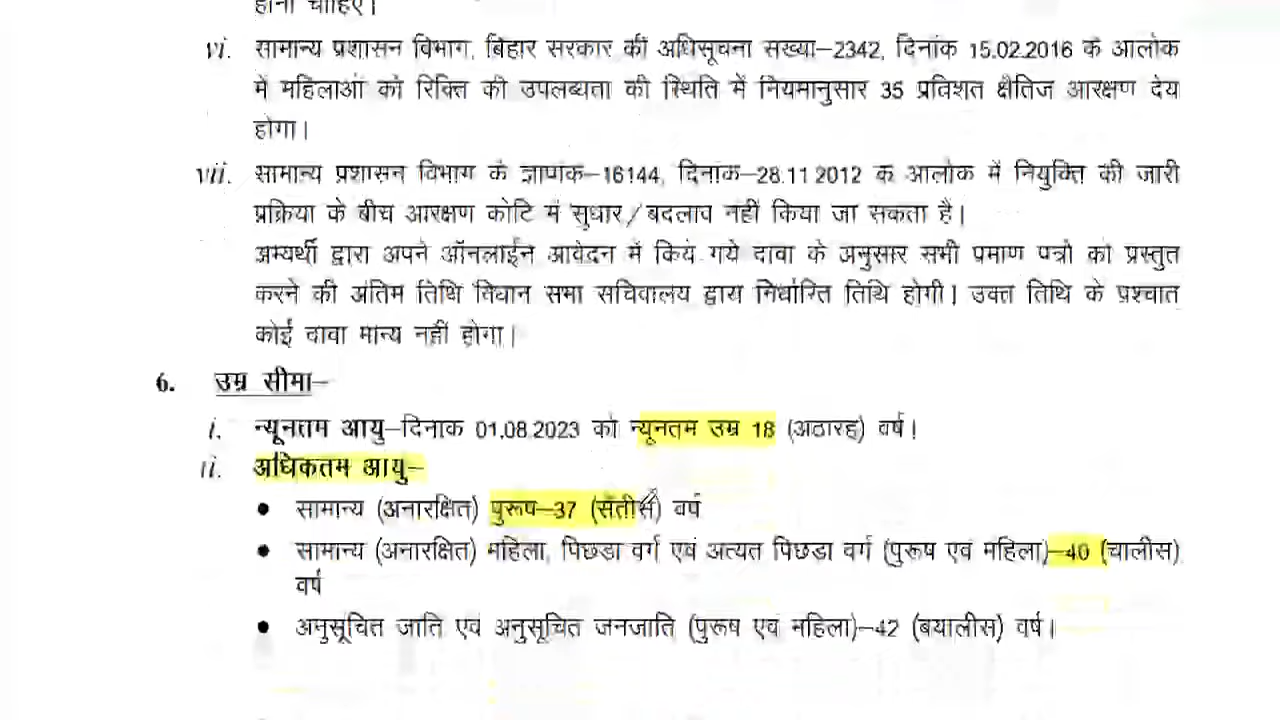 होना चाहिए।
vi. सामान्य प्रशासन विभाग, बिहार सरकार की अधिसूचना सख्या–2342, दिनांक 15.02.2016 के आलोक
में महिलाओं को रिक्ति की उपलब्धता की स्थिति में नियमानुसार 35 प्रतिशत क्षैतिज आरक्षण देय
होगा।
vii. सामान्य प्रशासन विभाग के ज्ञापांक–16144, दिनांक–28.11.2012 के आलोक में नियुक्ति की जारी
प्रक्रिया के बीच आरक्षण कोटि में सुधार/बदलाव नहीं किया जा सकता है।
अभ्यर्थी द्वारा अपने ऑनलाईन आवेदन में किये गये दावा के अनुसार सभी प्रमाण पत्रों को प्रस्तुत
करने की अंतिम तिथि विधान सभा सचिवालय द्वारा निर्धारित तिथि होगी। उक्त तिथि के प्रश्चात
कोई दावा मान्य नहीं होगा।
6. उम्र सीमा–
i. न्यूनतम आयु–दिनांक 01.08.2023 को न्यूनतम उम्र 18 (अठारह) वर्ष।
ii. अधिकतम आयु–
• सामान्य (अनारक्षित) पुरूष–37 (सैंतीस) वर्ष
• सामान्य (अनारक्षित) महिला, पिछडा वर्ग एवं अत्यंत पिछडा वर्ग (पुरूष एवं महिला)–40 (चालीस)
वर्ष
• अनुसूचित जाति एवं अनुसूचित जनजाति (पुरूष एवं महिला)–42 (बयालीस) वर्ष।